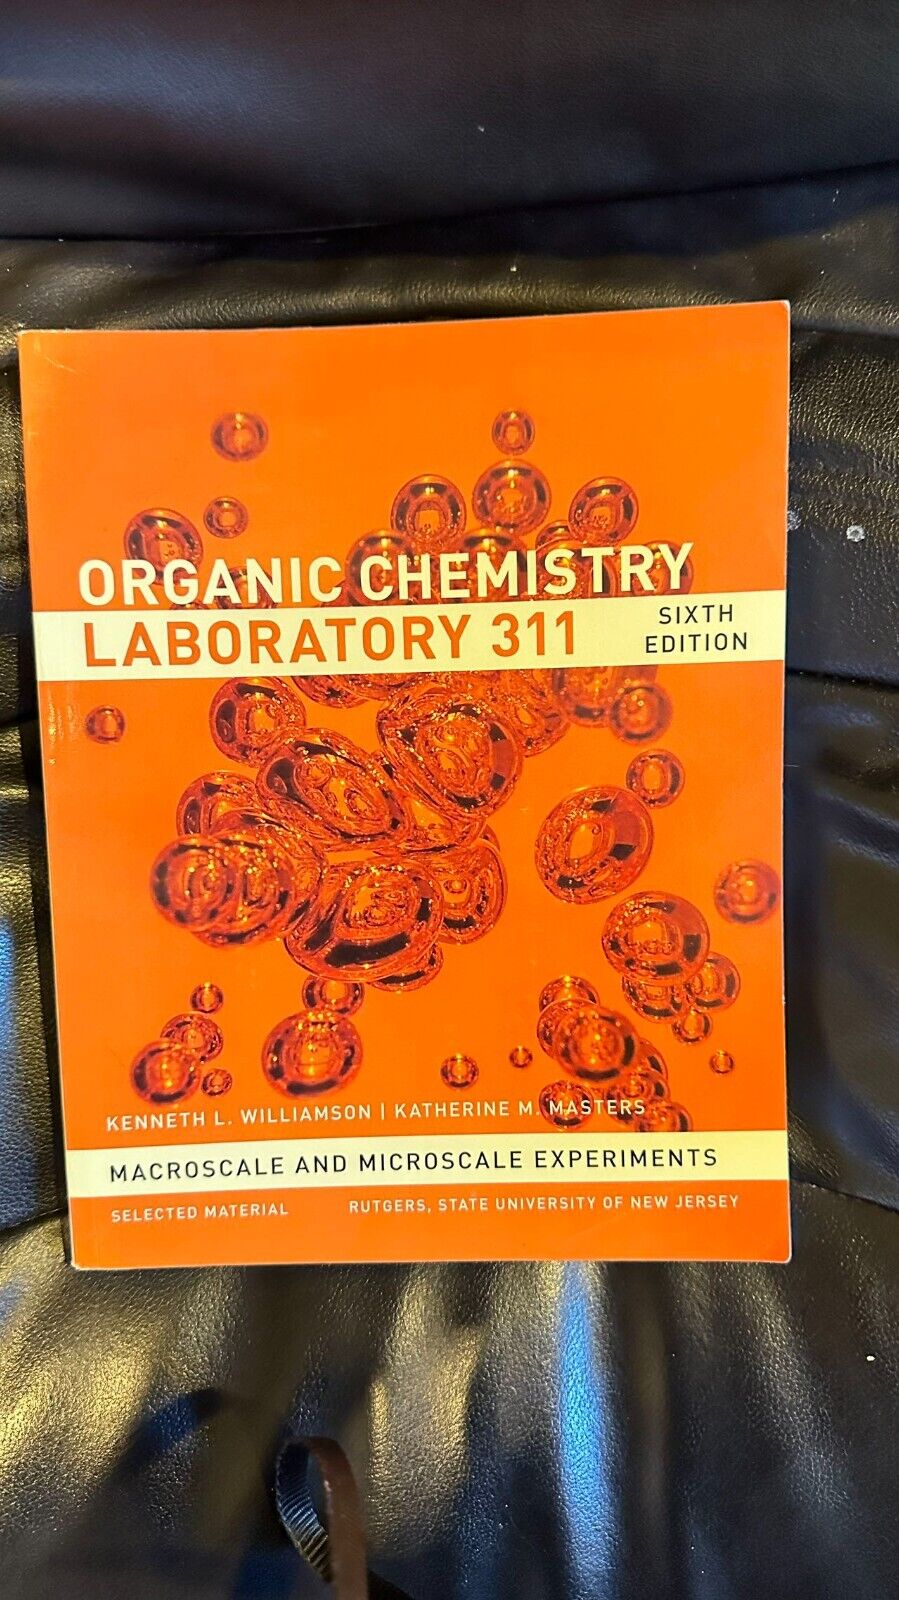 ORGANIC CHEMISTRY
LABORATORY 311
SIXTH
EDITION
KENNETH L. WILLIAMSON | KATHERINE M. MASTERS
MACROSCALE AND MICROSCALE EXPERIMENTS
SELECTED MATERIAL RUTGERS, STATE UNIVERSITY OF NEW JERSEY